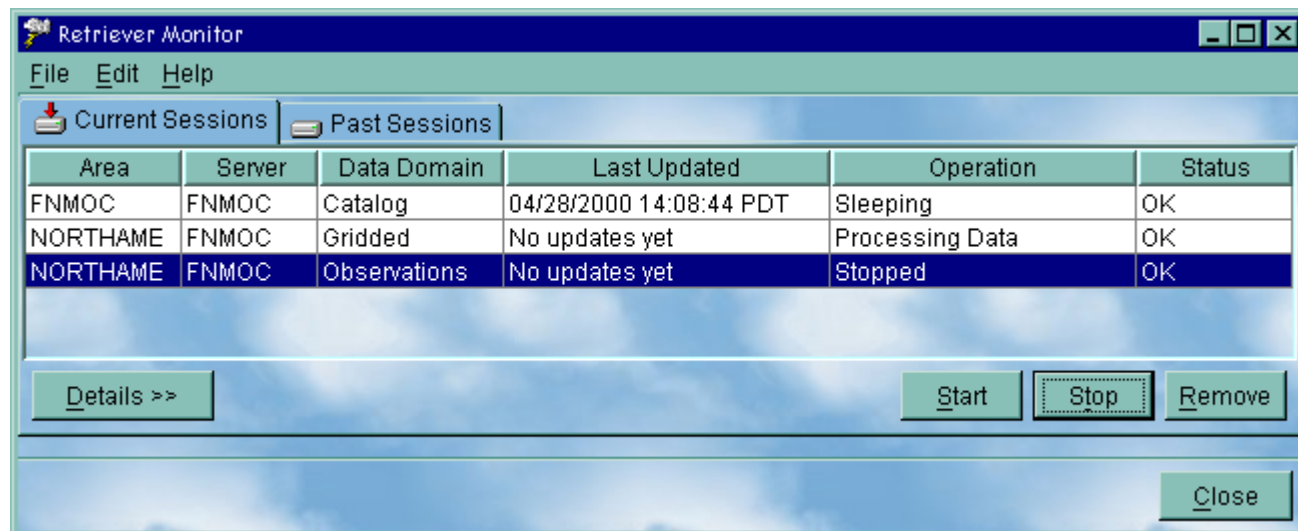 Retriever Monitor
File Edit Help
Current Sessions Past Sessions
Area Server Data Domain Last Updated Operation Status
FNMOC FNMOC Catalog 04/28/2000 14:08:44 PDT Sleeping OK
NORTHAME FNMOC Gridded No updates yet Processing Data OK
NORTHAME FNMOC Observations No updates yet Stopped OK
Details >> Start Stop Remove
Close